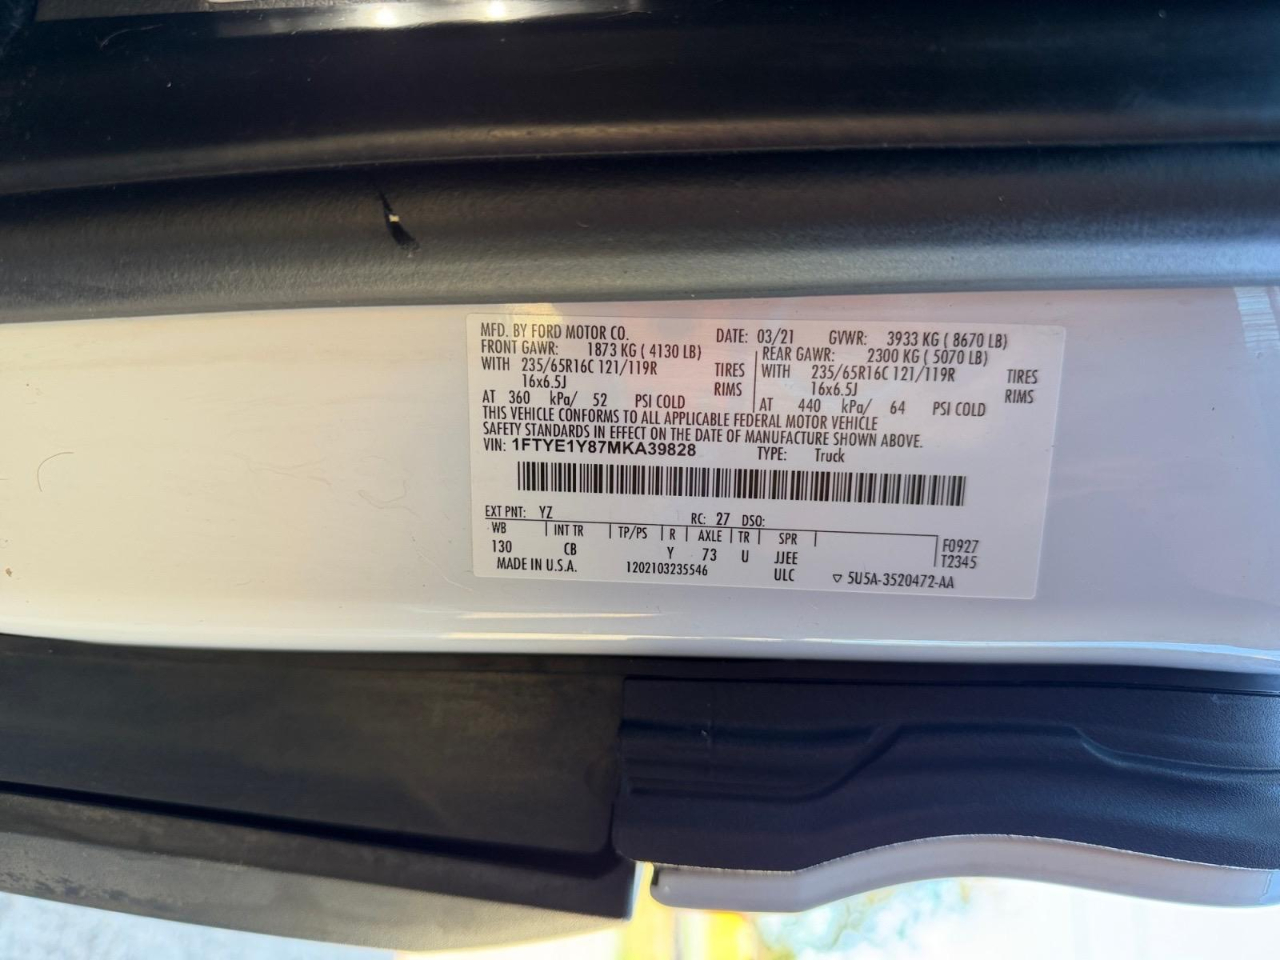 MFD. BY FORD MOTOR CO. DATE: 03/21 GVWR: 3933 KG ( 8670 LB)
FRONT GAWR: 1873 KG ( 4130 LB) REAR GAWR: 2300 KG ( 5070 LB)
WITH 235/65R16C 121/119R TIRES WITH 235/65R16C 121/119R TIRES
16x6.5J RIMS 16x6.5J RIMS
AT 360 kPa/ 52 PSI COLD AT 440 kPa/ 64 PSI COLD
THIS VEHICLE CONFORMS TO ALL APPLICABLE FEDERAL MOTOR VEHICLE
SAFETY STANDARDS IN EFFECT ON THE DATE OF MANUFACTURE SHOWN ABOVE.
VIN: 1FTYE1Y87MKA39828 TYPE: Truck
EXT PNT: YZ RC: 27 DSO:
WB INT TR TP/PS R AXLE TR SPR F0927
130 CB Y 73 U JJEE T2345
MADE IN U.S.A. 1202103235546 ULC ▽ 5U5A-3520472-AA